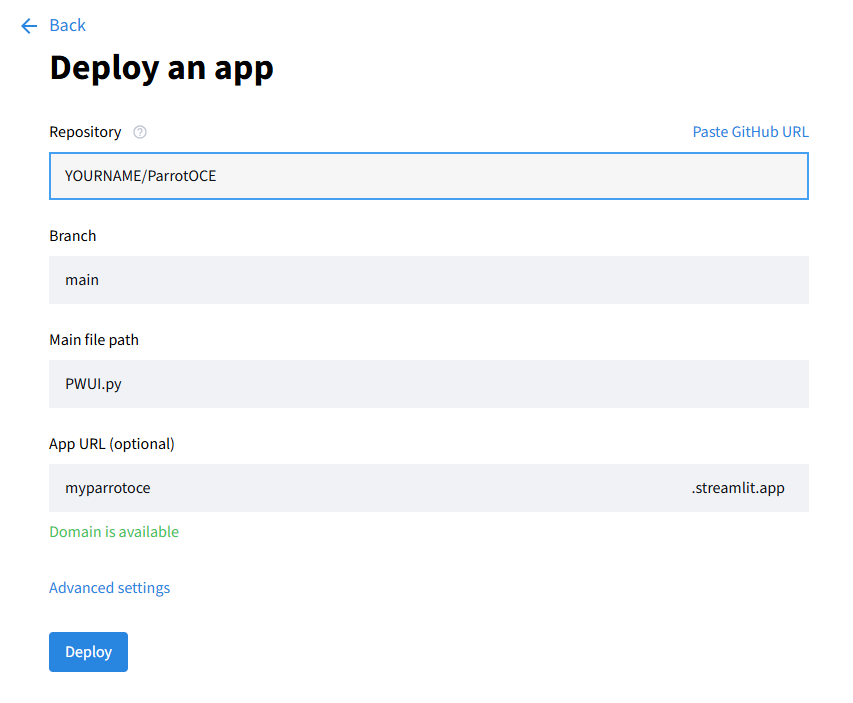 Back
Deploy an app
Repository Paste GitHub URL
YOURNAME/ParrotOCE
Branch
main
Main file path
PWUI.py
App URL (optional)
myparrotoce .streamlit.app
Domain is available
Advanced settings
Deploy